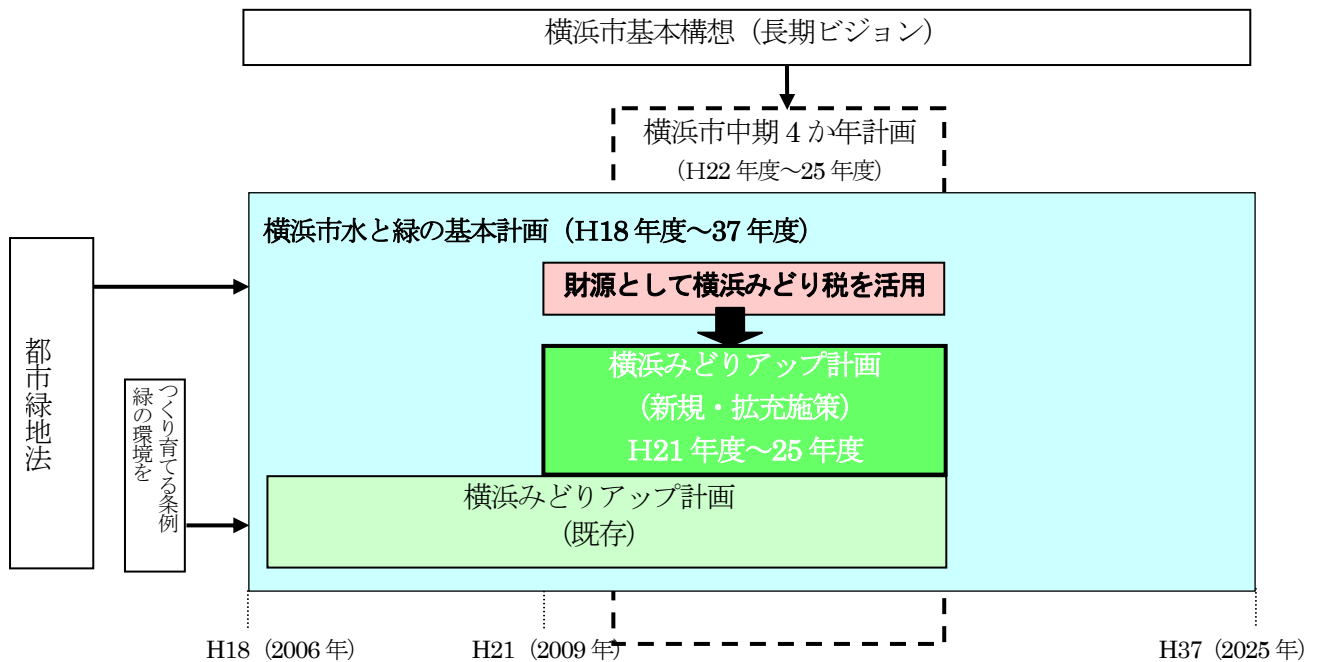 横浜市基本構想（長期ビジョン）
横浜市中期４か年計画
（H22 年度～25 年度）
横浜市水と緑の基本計画（H18 年度～37 年度）
財源として横浜みどり税を活用
横浜みどりアップ計画
（新規・拡充施策）
H21 年度～25 年度
都市緑地法
緑の環境を
つくり育てる条例
横浜みどりアップ計画
（既存）
H18（2006 年）
H21（2009 年）
H37（2025 年）